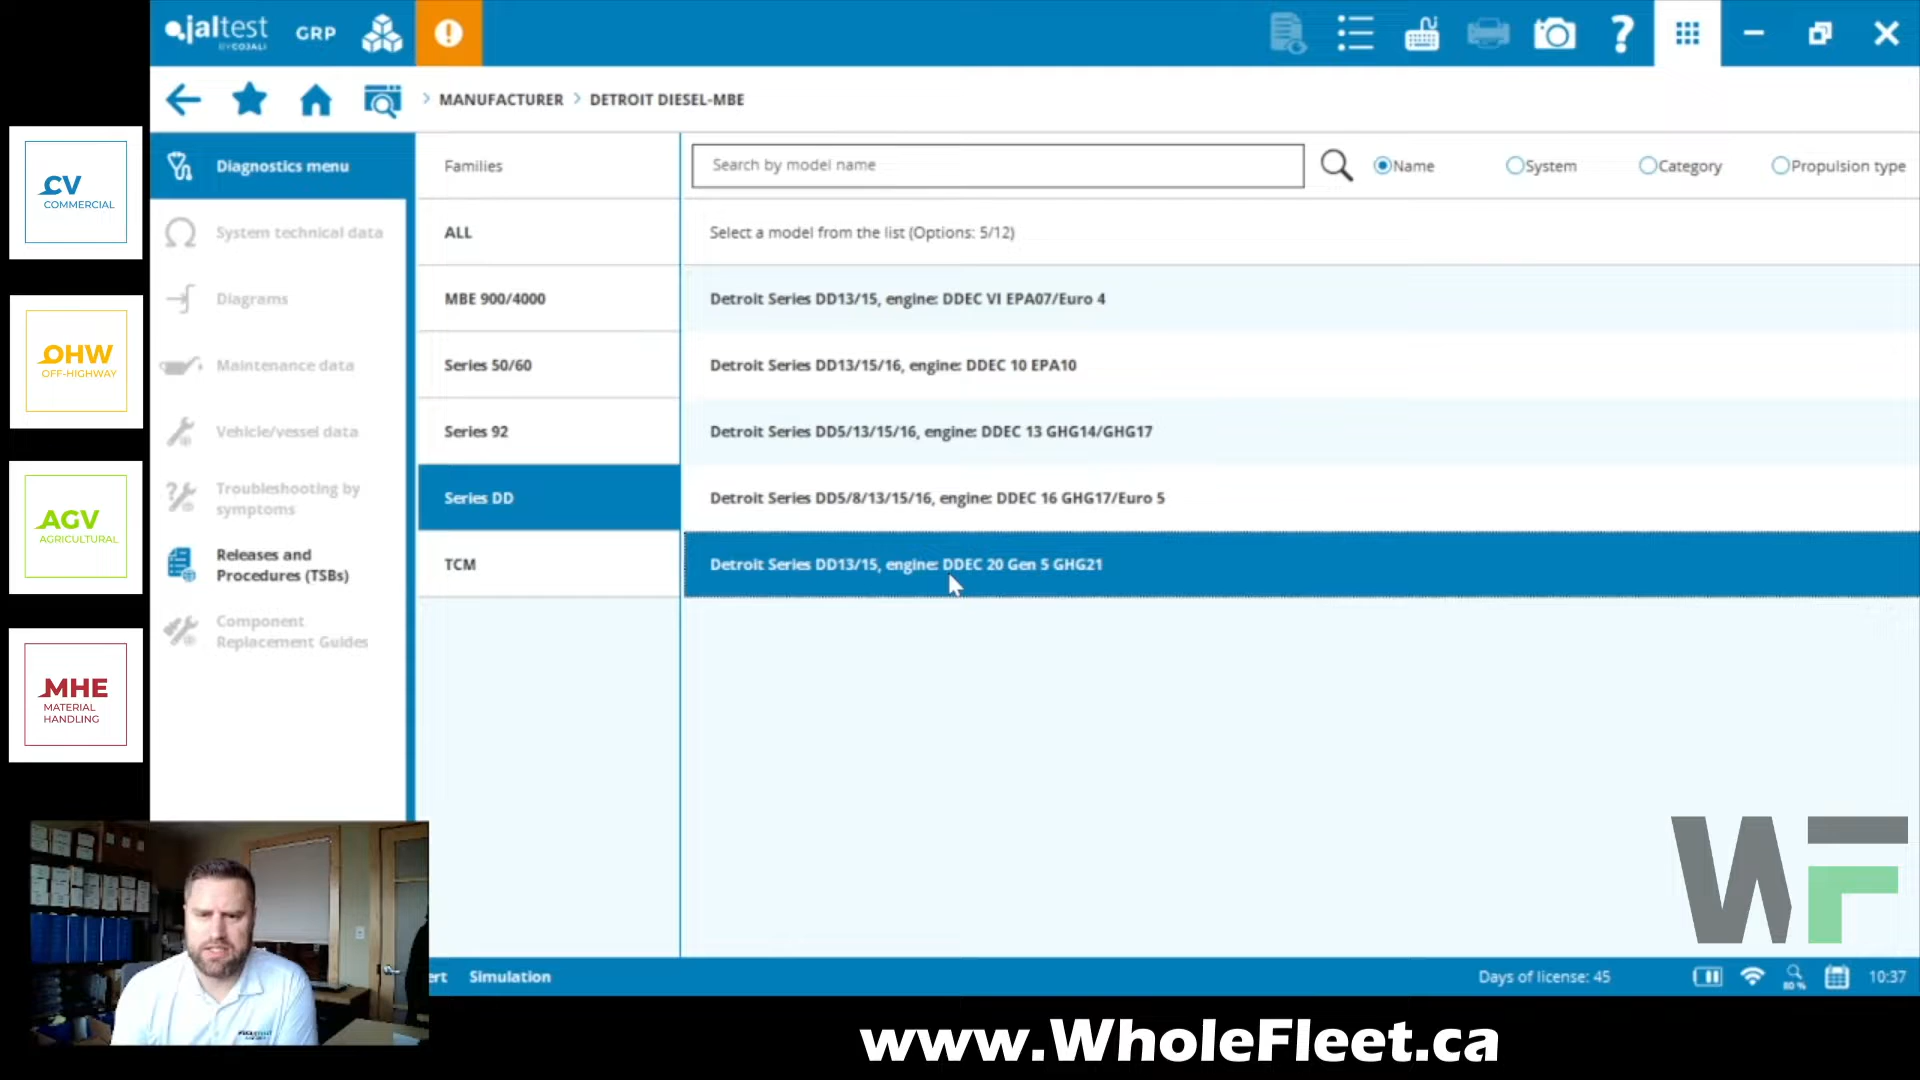 jaltest
BY COJALI
GRP
MANUFACTURER
DETROIT DIESEL-MBE
Diagnostics menu
System technical data
Diagrams
Maintenance data
Vehicle/vessel data
Troubleshooting by
symptoms
Releases and
Procedures (TSBs)
Component
Replacement Guides
Families
ALL
MBE 900/4000
Series 50/60
Series 92
Series DD
TCM
Search by model name
Name
System
Category
Propulsion type
Select a model from the list (Options: 5/12)
Detroit Series DD13/15, engine: DDEC VI EPA07/Euro 4
Detroit Series DD13/15/16, engine: DDEC 10 EPA10
Detroit Series DD5/13/15/16, engine: DDEC 13 GHG14/GHG17
Detroit Series DD5/8/13/15/16, engine: DDEC 16 GHG17/Euro 5
Detroit Series DD13/15, engine: DDEC 20 Gen 5 GHG21
CV
COMMERCIAL
OHW
OFF-HIGHWAY
AGV
AGRICULTURAL
MHE
MATERIAL
HANDLING
WF
ert
Simulation
Days of license: 45
80 %
10:37
www.WholeFleet.ca